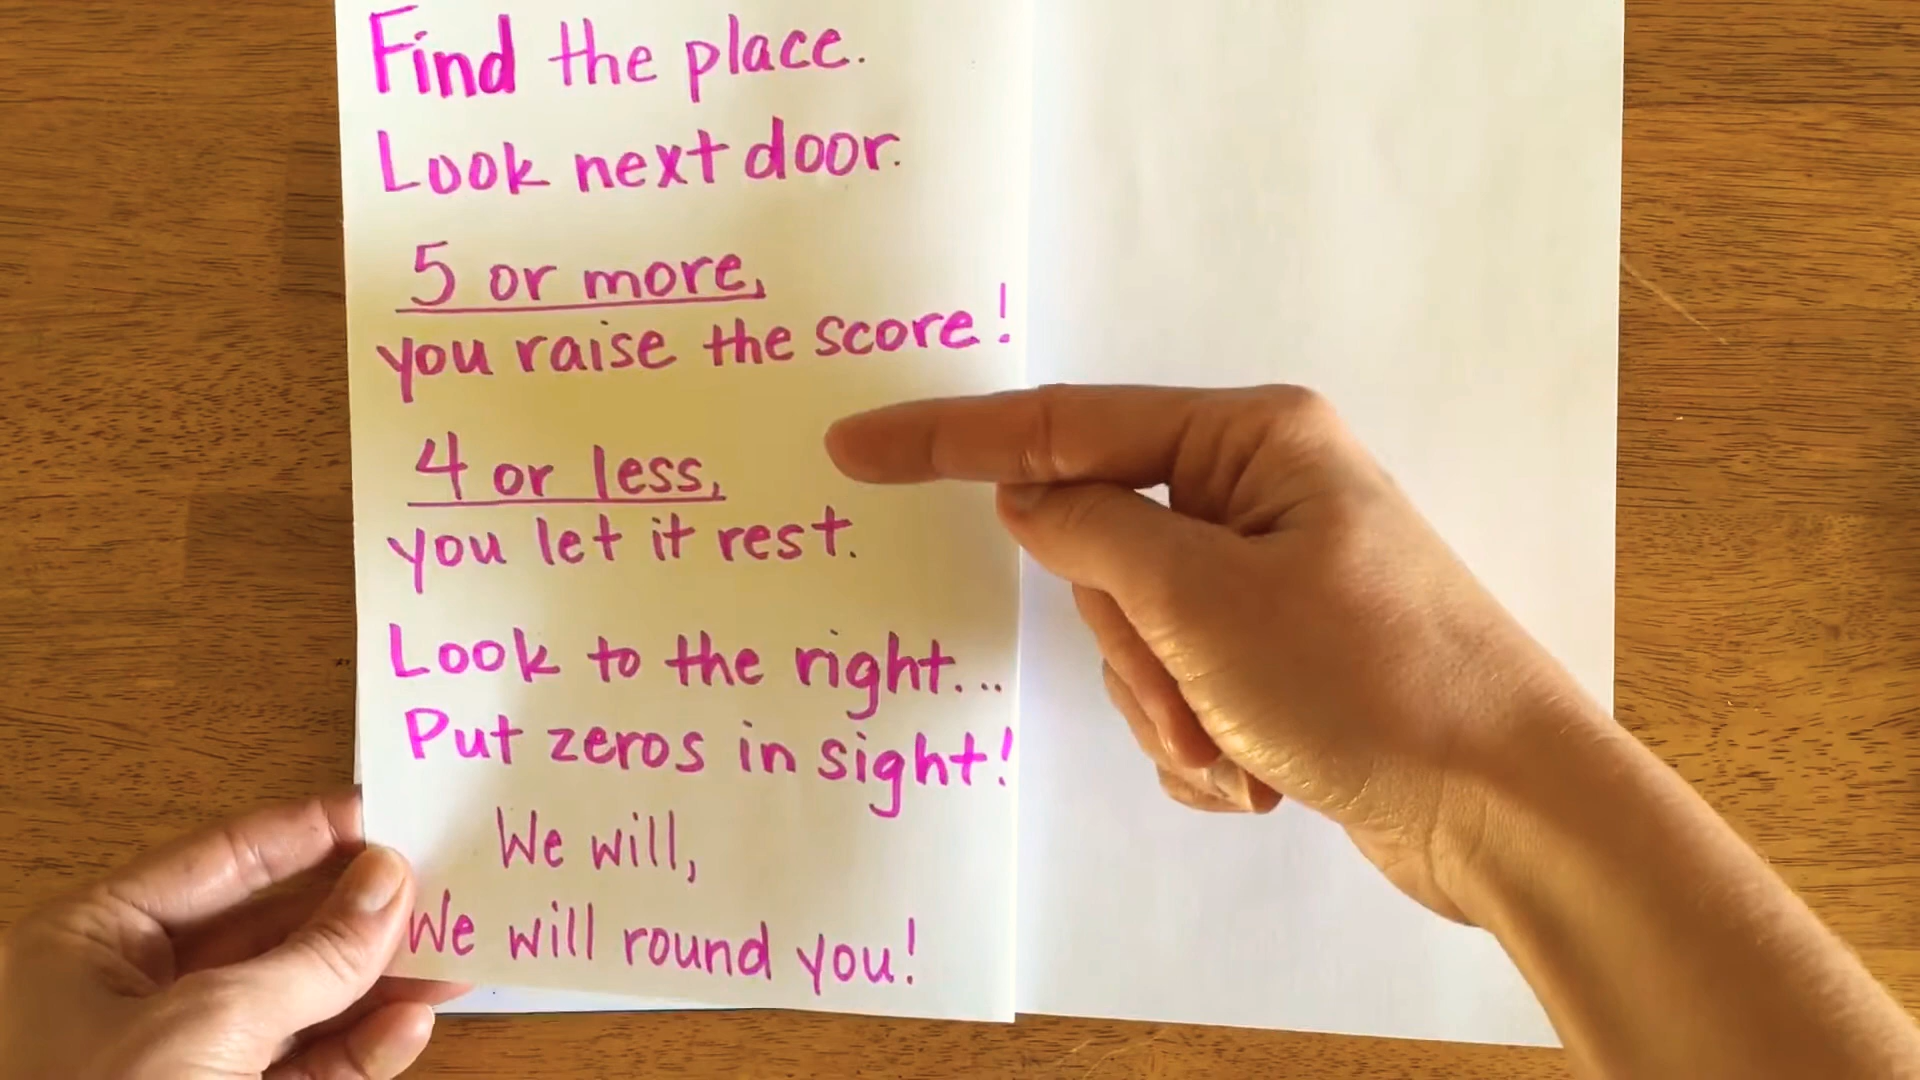 Find the place.
Look next door.
5 or more,
you raise the score!
4 or less,
you let it rest.
Look to the right...
Put zeros in sight!
We will,
We will round you!